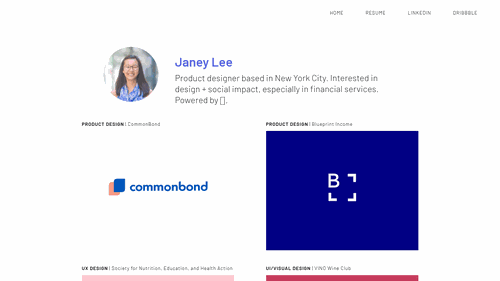 HOME RESUME LINKEDIN DRIBBBLE
Janey Lee
Product designer based in New York City. Interested in
design + social impact, especially in financial services.
Powered by ▯.
PRODUCT DESIGN | CommonBond
PRODUCT DESIGN | Blueprint Income
commonbond
B
UX DESIGN | Society for Nutrition, Education, and Health Action
UI/VISUAL DESIGN | VINO Wine Club